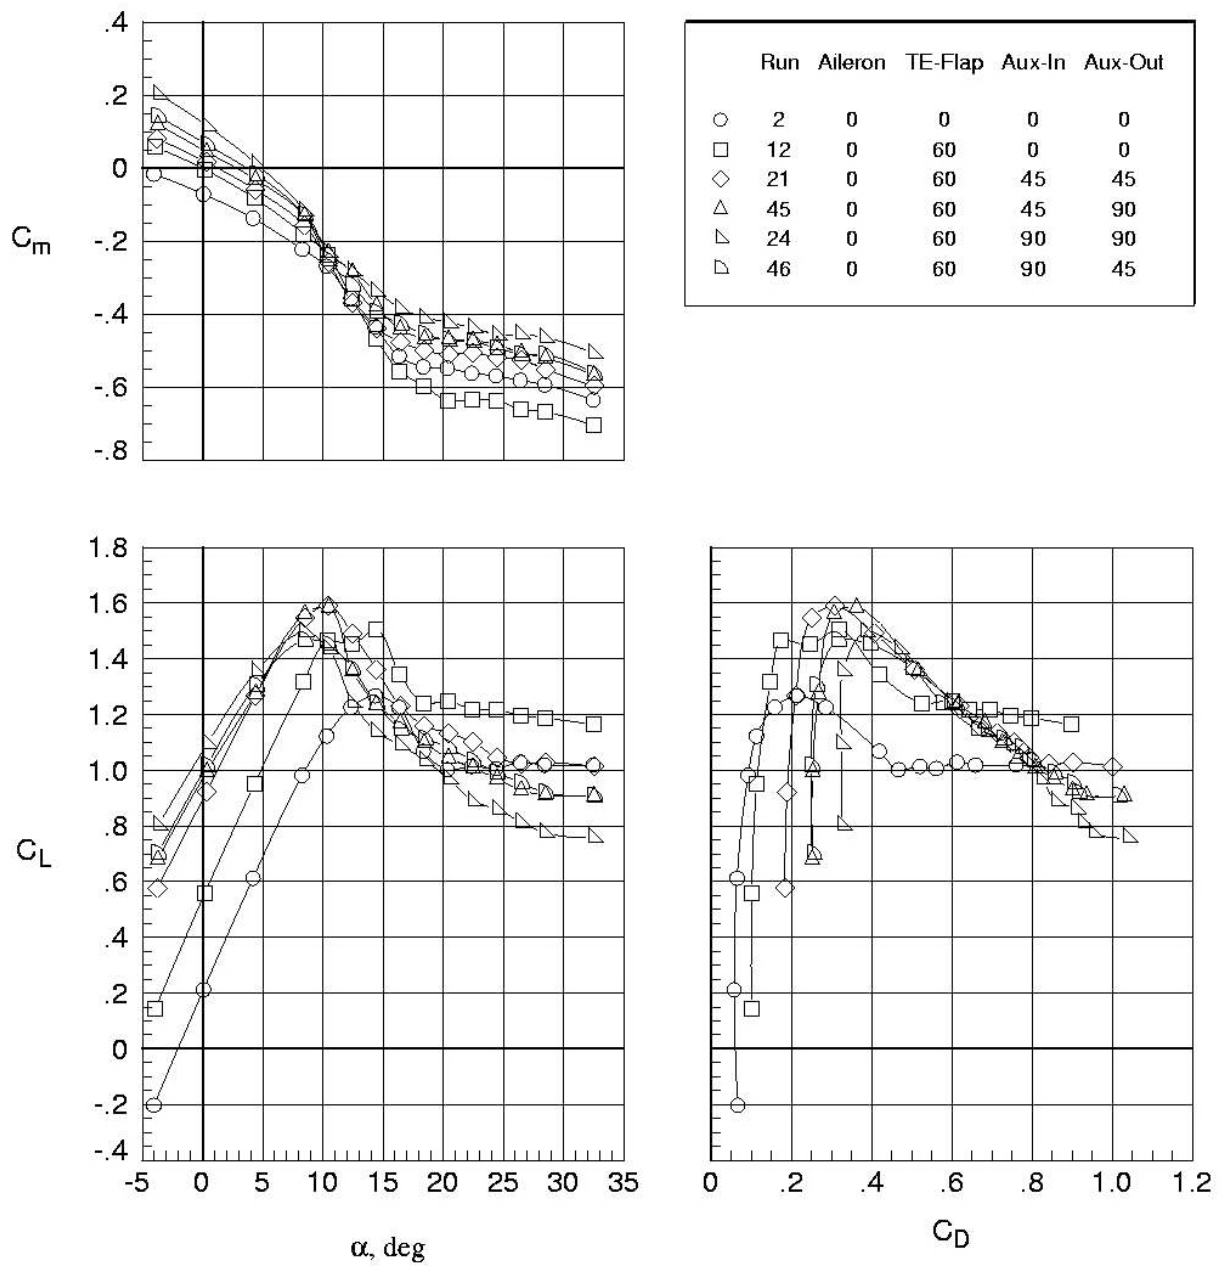 .4
.2
0
-.2
-.4
-.6
-.8
Cm
Run Aileron TE-Flap Aux-In Aux-Out
2 0 0 0 0
12 0 60 0 0
21 0 60 45 45
45 0 60 45 90
24 0 60 90 90
46 0 60 90 45
1.8
1.6
1.4
1.2
1.0
.8
.6
.4
.2
0
-.2
-.4
CL
-5 0 5 10 15 20 25 30 35
α, deg
0 .2 .4 .6 .8 1.0 1.2
CD